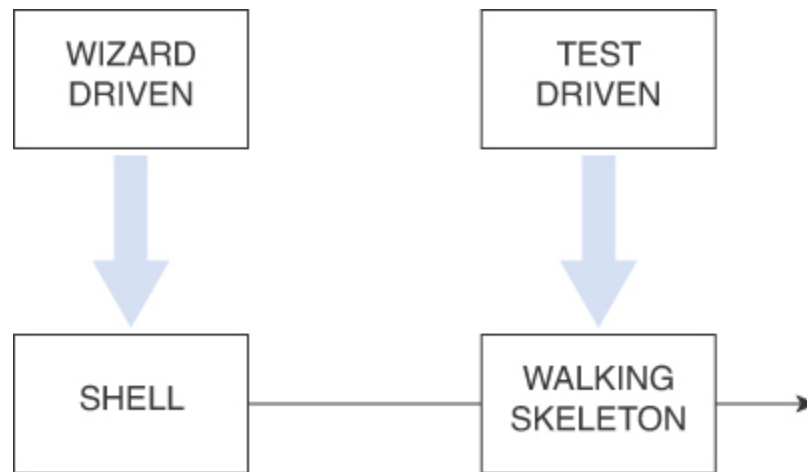 WIZARD
DRIVEN
TEST
DRIVEN
SHELL
WALKING
SKELETON